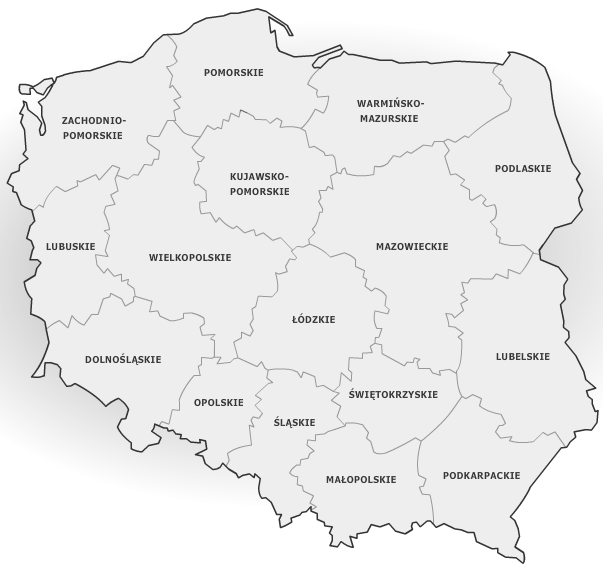 POMORSKIE
WARMIŃSKO-
MAZURSKIE
ZACHODNIO-
POMORSKIE
PODLASKIE
KUJAWSKO-
POMORSKIE
LUBUSKIE
WIELKOPOLSKIE
MAZOWIECKIE
ŁÓDZKIE
DOLNOŚLĄSKIE
LUBELSKIE
OPOLSKIE
ŚWIĘTOKRZYSKIE
ŚLĄSKIE
MAŁOPOLSKIE
PODKARPACKIE